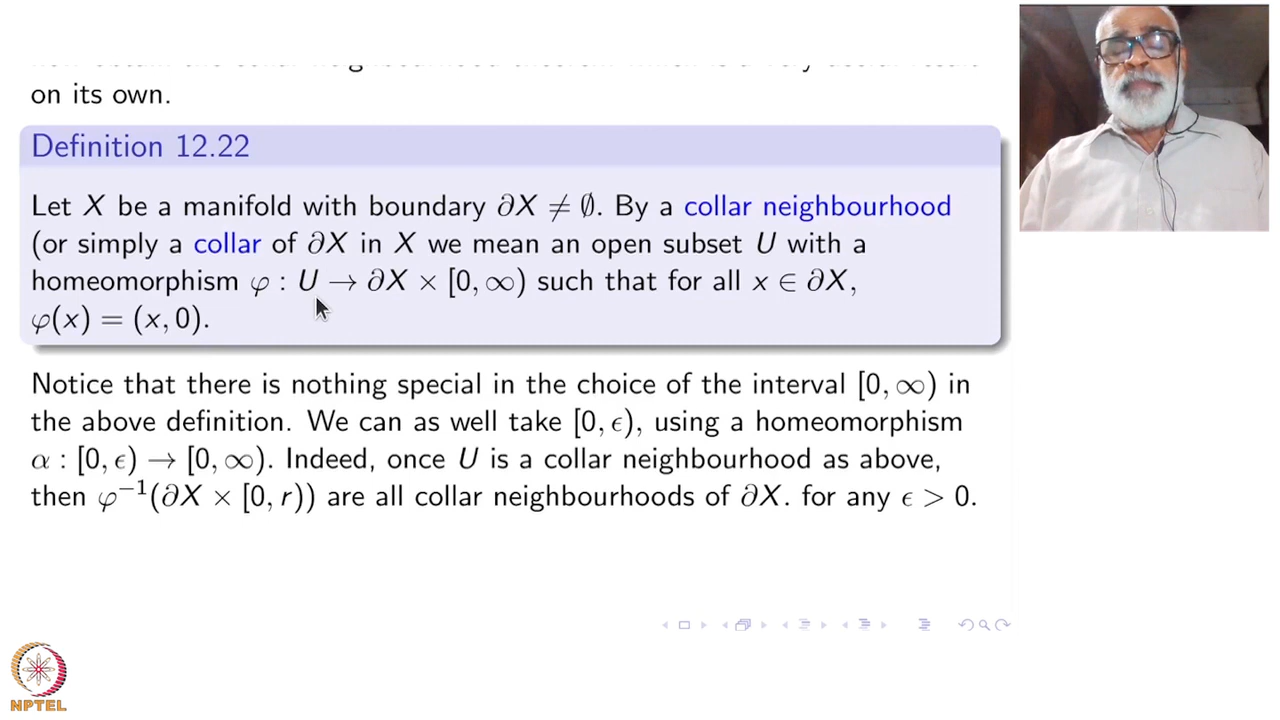 on its own.
Definition 12.22
Let X be a manifold with boundary ∂X ≠ ∅. By a collar neighbourhood
(or simply a collar of ∂X in X we mean an open subset U with a
homeomorphism φ : U → ∂X × [0, ∞) such that for all x ∈ ∂X,
φ(x) = (x, 0).
Notice that there is nothing special in the choice of the interval [0, ∞) in
the above definition. We can as well take [0, ϵ), using a homeomorphism
α : [0, ϵ) → [0, ∞). Indeed, once U is a collar neighbourhood as above,
then φ⁻¹(∂X × [0, r)) are all collar neighbourhoods of ∂X. for any ϵ > 0.
NPTEL